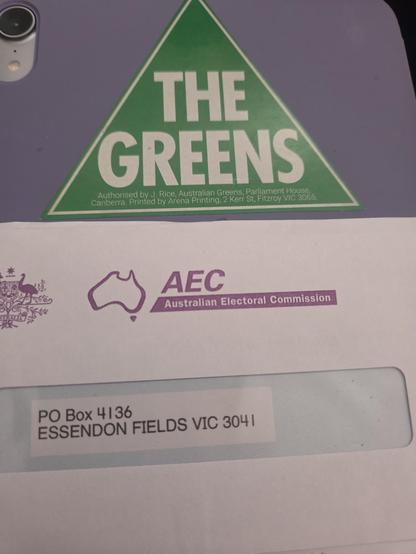 THE
GREENS
Authorised by J. Rice, Australian Greens, Parliament House,
Canberra. Printed by Arena Printing, 2 Kerr St, Fitzroy VIC 3065.
AEC
Australian Electoral Commission
PO Box 4136
ESSENDON FIELDS VIC 3041